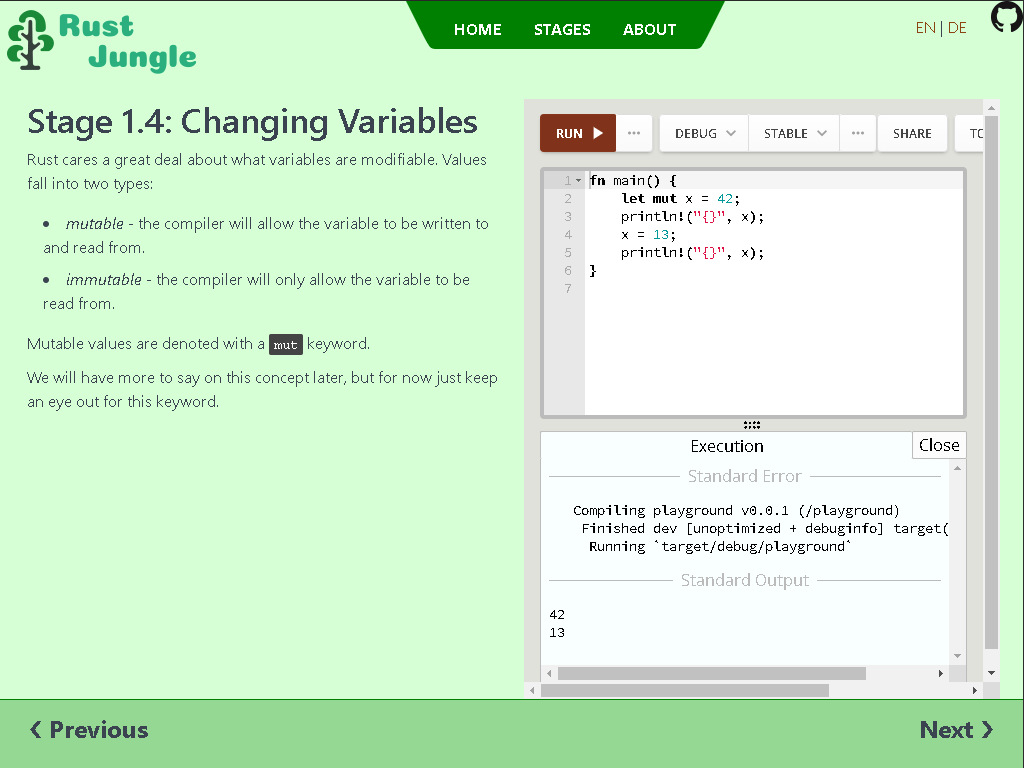 Rust
Jungle
HOME STAGES ABOUT
EN | DE
Stage 1.4: Changing Variables
Rust cares a great deal about what variables are modifiable. Values
fall into two types:
• mutable - the compiler will allow the variable to be written to
and read from.
• immutable - the compiler will only allow the variable to be
read from.
Mutable values are denoted with a mut keyword.
We will have more to say on this concept later, but for now just keep
an eye out for this keyword.
RUN ▶ ··· DEBUG STABLE ··· SHARE TO
1 fn main() {
2     let mut x = 42;
3     println!("{}", x);
4     x = 13;
5     println!("{}", x);
6 }
7
Execution Close
Standard Error
Compiling playground v0.0.1 (/playground)
Finished dev [unoptimized + debuginfo] target(
Running `target/debug/playground`
Standard Output
42
13
❮ Previous
Next ❯